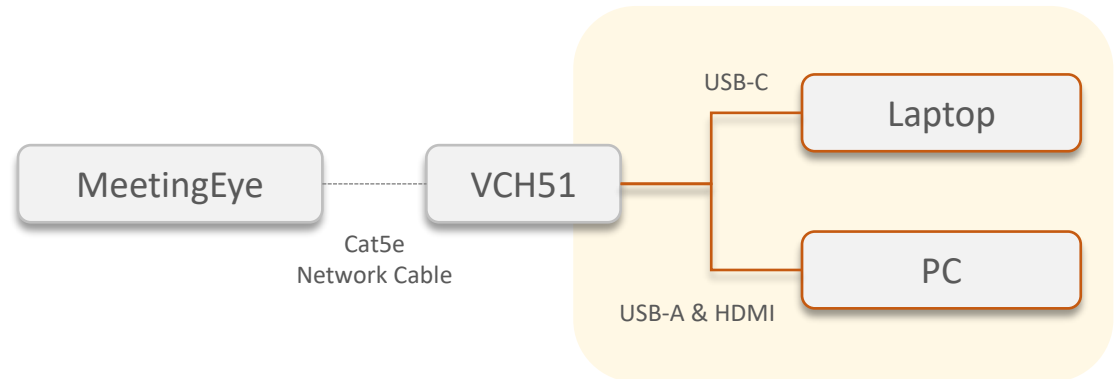 USB-C
Laptop
MeetingEye
VCH51
Cat5e
Network Cable
PC
USB-A & HDMI